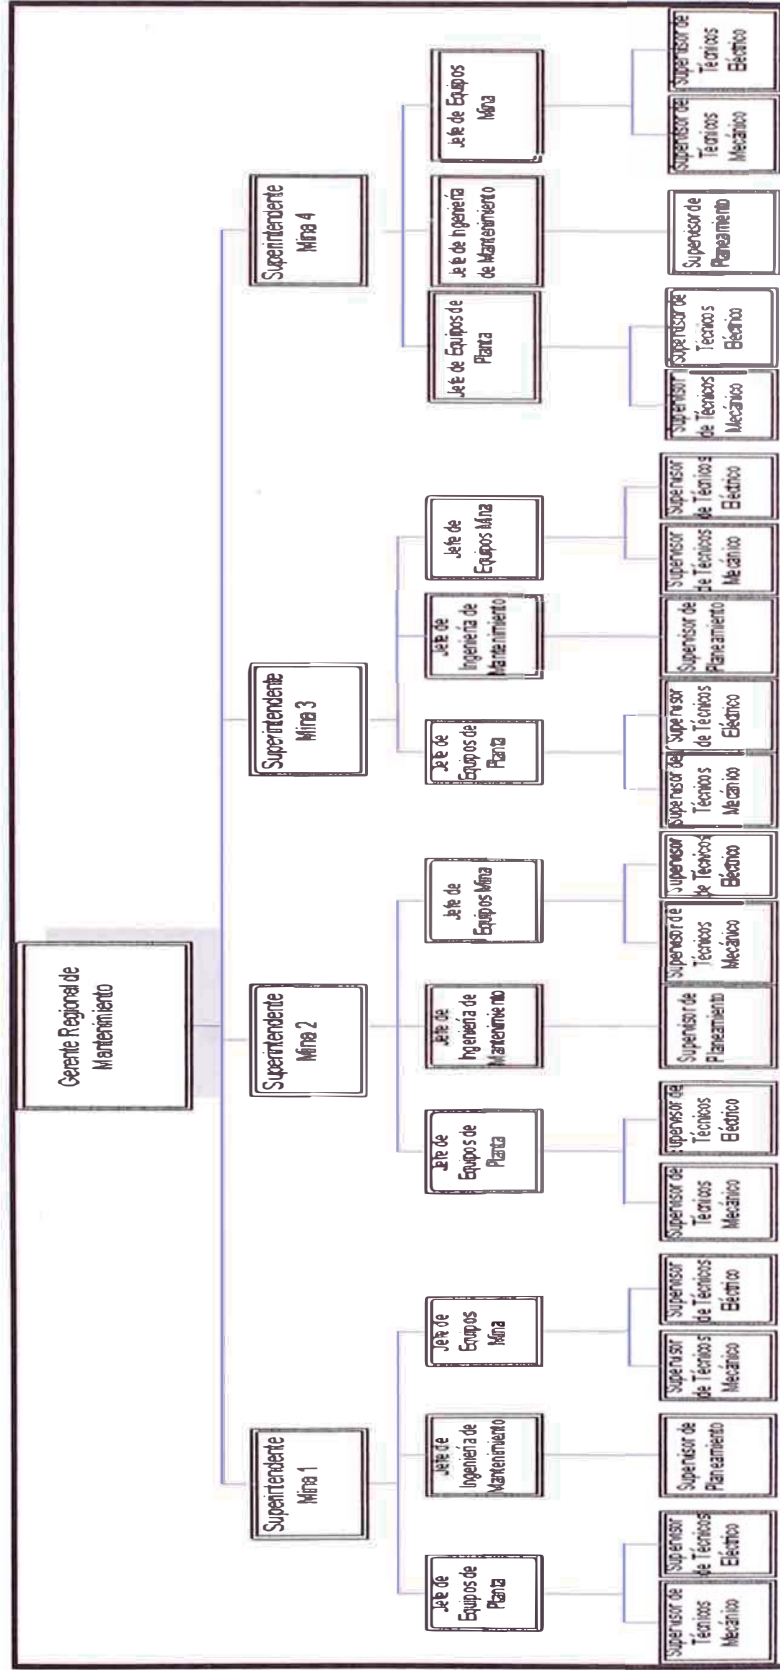 Gerente Regional de
Mantenimiento
Superintendente
Mina 1
Superintendente
Mina 2
Superintendente
Mina 3
Superintendente
Mina 4
Jefe de
Equipos de
Planta
Jefe de
Ingeniería de
Mantenimiento
Jefe de
Equipos
Mina
Jefe de
Equipos de
Planta
Jefe de
Ingeniería de
Mantenimiento
Jefe de
Equipos Mina
Jefe de
Equipos de
Planta
Jefe de
Ingeniería de
Mantenimiento
Jefe de
Equipos Mina
Jefe de Equipos de
Planta
Jefe de Ingeniería
de Mantenimiento
Jefe de Equipos
Mina
Supervisor de
Técnicos
Mecánico
Supervisor
de Técnicos
Eléctrico
Supervisor de
Planeamiento
Supervisor
de Técnicos
Mecánico
Supervisor
de Técnicos
Eléctrico
Supervisor de
Técnicos
Mecánico
Supervisor de
Técnicos
Eléctrico
Supervisor de
Planeamiento
Supervisor de
Técnicos
Mecánico
Supervisor
de Técnicos
Eléctrico
Supervisor de
Técnicos
Mecánico
Supervisor
de Técnicos
Eléctrico
Supervisor de
Planeamiento
Supervisor
de Técnicos
Mecánico
Supervisor
de Técnicos
Eléctrico
Supervisor
de Técnicos
Mecánico
Supervisor de
Técnicos
Eléctrico
Supervisor de
Planeamiento
Supervisor de
Técnicos
Mecánico
Supervisor de
Técnicos
Eléctrico